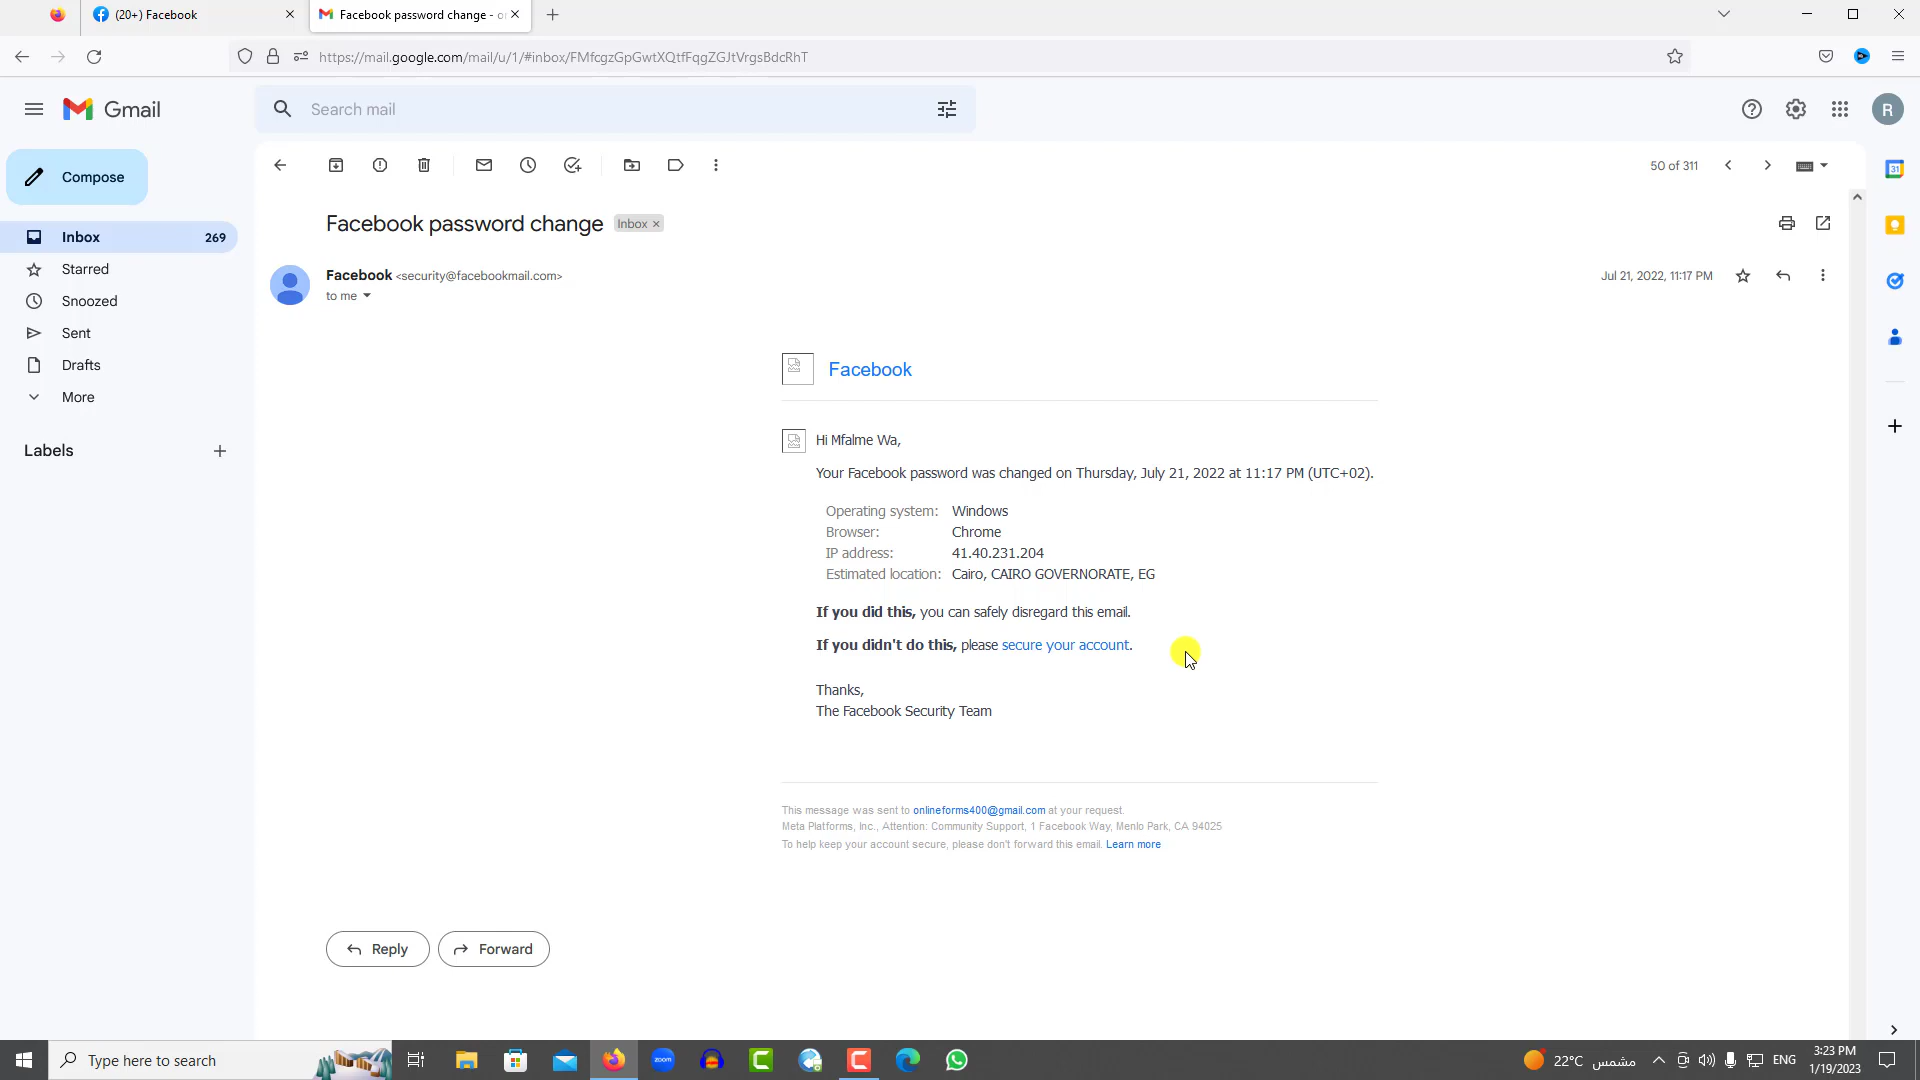 (20+) Facebook
Facebook password change - o
https://mail.google.com/mail/u/1/#inbox/FMfcgzGpGwtXQtfFqgZGJtVrgsBdcRhT
Gmail
Search mail
R
Compose
50 of 311
31
Inbox 269
Starred
Snoozed
Sent
Drafts
More
Labels
Facebook password change Inbox ×
Facebook <security@facebookmail.com>
Jul 21, 2022, 11:17 PM
to me
Facebook
Hi Mfalme Wa,
Your Facebook password was changed on Thursday, July 21, 2022 at 11:17 PM (UTC+02).
Operating system: Windows
Browser: Chrome
IP address: 41.40.231.204
Estimated location: Cairo, CAIRO GOVERNORATE, EG
If you did this, you can safely disregard this email.
If you didn't do this, please secure your account.
Thanks,
The Facebook Security Team
This message was sent to onlineforms400@gmail.com at your request.
Meta Platforms, Inc., Attention: Community Support, 1 Facebook Way, Menlo Park, CA 94025
To help keep your account secure, please don't forward this email. Learn more
Reply
Forward
Type here to search
zoom
22°C مشمس
ENG
3:23 PM
1/19/2023